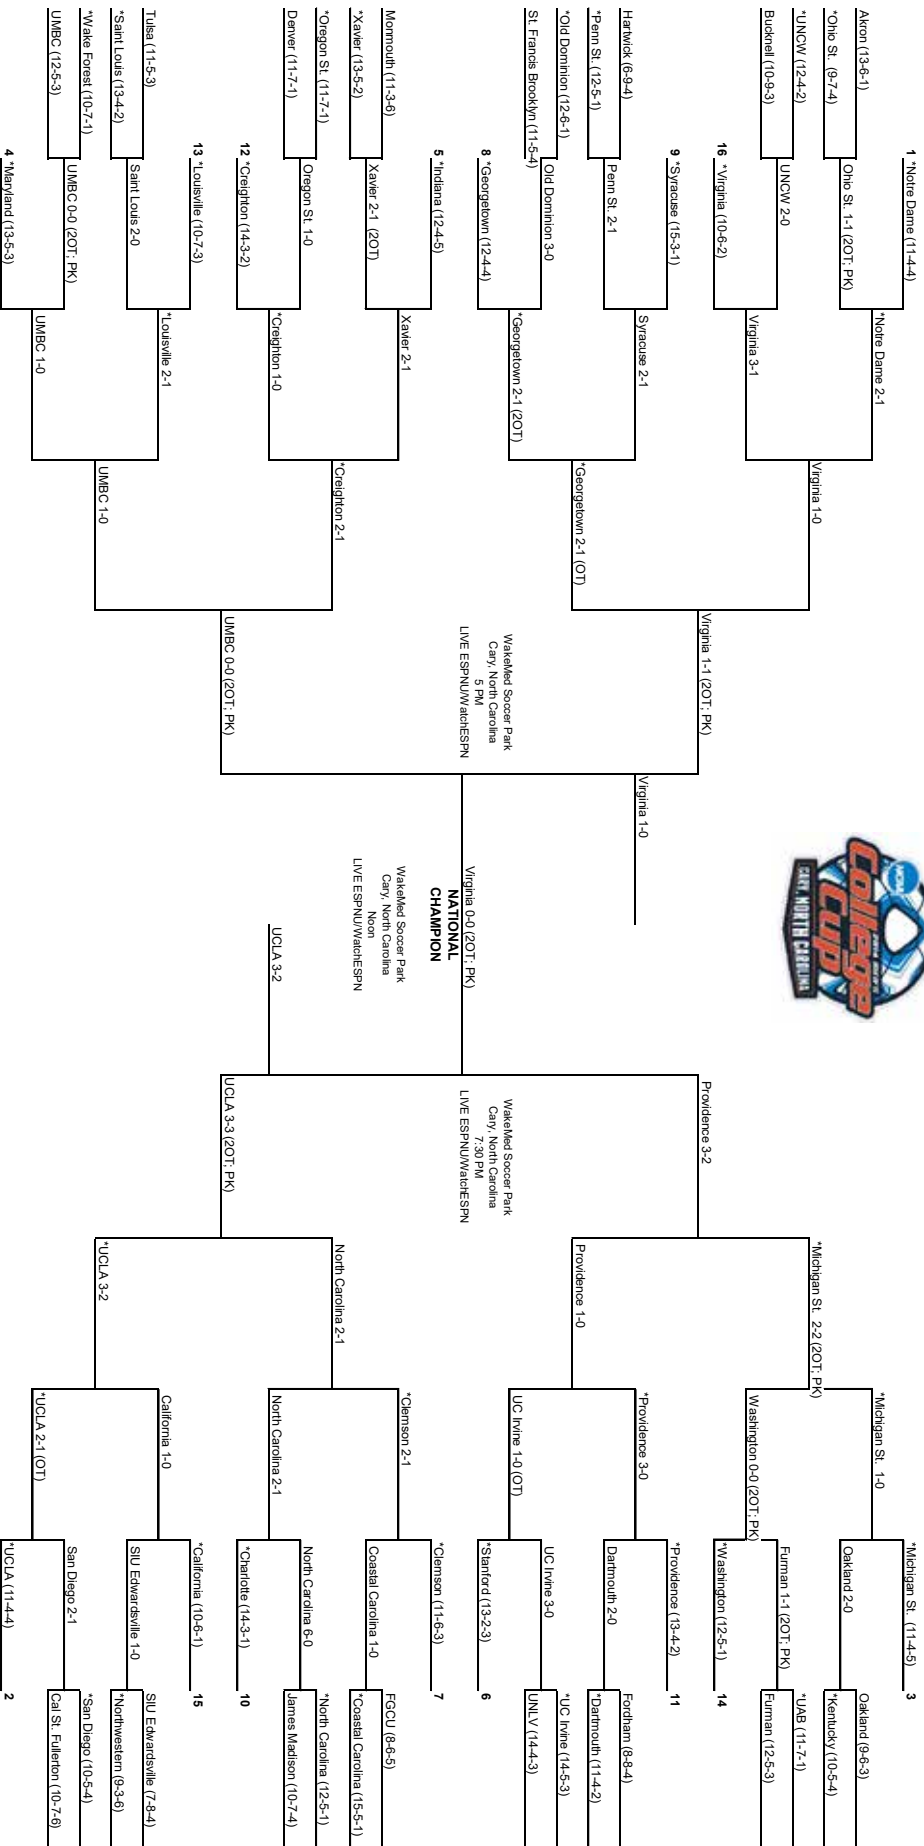 Akron (13-6-1)
*Ohio St. (9-7-4)
*UNCW (12-4-2)
Bucknell (10-9-3)
Hartwick (6-9-4)
*Penn St. (12-5-1)
*Old Dominion (12-6-1)
St. Francis Brooklyn (11-5-4)
Monmouth (11-3-6)
*Xavier (13-5-2)
*Oregon St. (11-7-1)
Denver (11-7-1)
Tulsa (11-5-3)
*Saint Louis (13-4-2)
*Wake Forest (10-7-1)
UMBC (12-5-3)
1 *Notre Dame (11-4-4)
Ohio St. 1-1 (2OT; PK)
UNCW 2-0
16 *Virginia (10-6-2)
9 *Syracuse (15-3-1)
Penn St. 2-1
Old Dominion 3-0
8 *Georgetown (12-4-4)
5 *Indiana (12-4-5)
Xavier 2-1 (2OT)
Oregon St. 1-0
12 *Creighton (14-3-2)
13 *Louisville (10-7-3)
Saint Louis 2-0
UMBC 0-0 (2OT; PK)
4 *Maryland (13-5-3)
*Notre Dame 2-1
Virginia 3-1
Syracuse 2-1
*Georgetown 2-1 (2OT)
Xavier 2-1
*Creighton 1-0
*Louisville 2-1
UMBC 1-0
Virginia 1-0
*Georgetown 2-1 (OT)
*Creighton 2-1
UMBC 1-0
Virginia 1-1 (2OT; PK)
UMBC 0-0 (2OT; PK)
WakeMed Soccer Park
Cary, North Carolina
5 PM
LIVE ESPNU/WatchESPN
Virginia 1-0
NCAA
College
Cup
CARY, NORTH CAROLINA
Virginia 0-0 (2OT; PK)
NATIONAL
CHAMPION
WakeMed Soccer Park
Cary, North Carolina
Noon
LIVE ESPNU/WatchESPN
UCLA 3-2
Providence 3-2
WakeMed Soccer Park
Cary, North Carolina
7:30 PM
LIVE ESPNU/WatchESPN
UCLA 3-3 (2OT; PK)
*Michigan St. 2-2 (2OT; PK)
Providence 1-0
North Carolina 2-1
*UCLA 3-2
*Michigan St. 1-0
Washington 0-0 (2OT; PK)
*Providence 3-0
UC Irvine 1-0 (OT)
*Clemson 2-1
North Carolina 2-1
California 1-0
*UCLA 2-1 (OT)
*Michigan St. (11-4-5) 3
Oakland 2-0
Furman 1-1 (2OT; PK)
*Washington (12-5-1) 14
*Providence (13-4-2) 11
Dartmouth 2-0
UC Irvine 3-0
*Stanford (13-2-3) 6
*Clemson (11-6-3) 7
Coastal Carolina 1-0
North Carolina 6-0
*Charlotte (14-3-1) 10
*California (10-6-1) 15
SIU Edwardsville 1-0
San Diego 2-1
*UCLA (11-4-4) 2
Oakland (9-6-3)
*Kentucky (10-5-4)
*UAB (11-7-1)
Furman (12-5-3)
Fordham (8-8-4)
*Dartmouth (11-4-2)
*UC Irvine (14-5-3)
UNLV (14-4-3)
FGCU (8-6-5)
*Coastal Carolina (15-5-1)
*North Carolina (12-5-1)
James Madison (10-7-4)
SIU Edwardsville (7-8-4)
*Northwestern (9-3-6)
*San Diego (10-5-4)
Cal St. Fullerton (10-7-6)